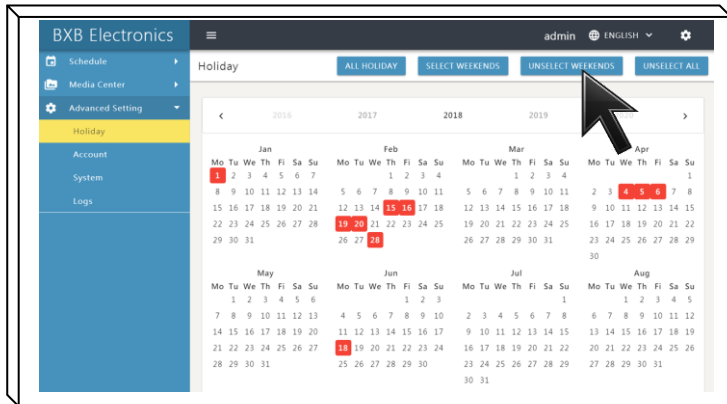 BXB Electronics
admin ENGLISH
Schedule
Media Center
Advanced Setting
Holiday
Account
System
Logs
Holiday
ALL HOLIDAY SELECT WEEKENDS UNSELECT WEEKENDS UNSELECT ALL
2016 2017 2018 2019
Jan Feb Mar Apr
Mo Tu We Th Fi Sa Su Mo Tu We Th Fi Sa Su Mo Tu We Th Fi Sa Su Mo Tu We Th Fi Sa Su
1 2 3 4 5 6 7 1 2 3 4 1 2 3 4 1
8 9 10 11 12 13 14 5 6 7 8 9 10 11 5 6 7 8 9 10 11 2 3 4 5 6 7 8
15 16 17 18 19 20 21 12 13 14 15 16 17 18 12 13 14 15 16 17 18 9 10 11 12 13 14 15
22 23 24 25 26 27 28 19 20 21 22 23 24 25 19 20 21 22 23 24 25 16 17 18 19 20 21 22
29 30 31 26 27 28 26 27 28 29 30 31 23 24 25 26 27 28 29
30
May Jun Jul Aug
Mo Tu We Th Fi Sa Su Mo Tu We Th Fi Sa Su Mo Tu We Th Fi Sa Su Mo Tu We Th Fi Sa Su
1 2 3 4 5 6 1 2 3 1 1 2 3 4 5
7 8 9 10 11 12 13 4 5 6 7 8 9 10 2 3 4 5 6 7 8 6 7 8 9 10 11 12
14 15 16 17 18 19 20 11 12 13 14 15 16 17 9 10 11 12 13 14 15 13 14 15 16 17 18 19
21 22 23 24 25 26 27 18 19 20 21 22 23 24 16 17 18 19 20 21 22 20 21 22 23 24 25 26
28 29 30 31 25 26 27 28 29 30 23 24 25 26 27 28 29 27 28 29 30 31
30 31